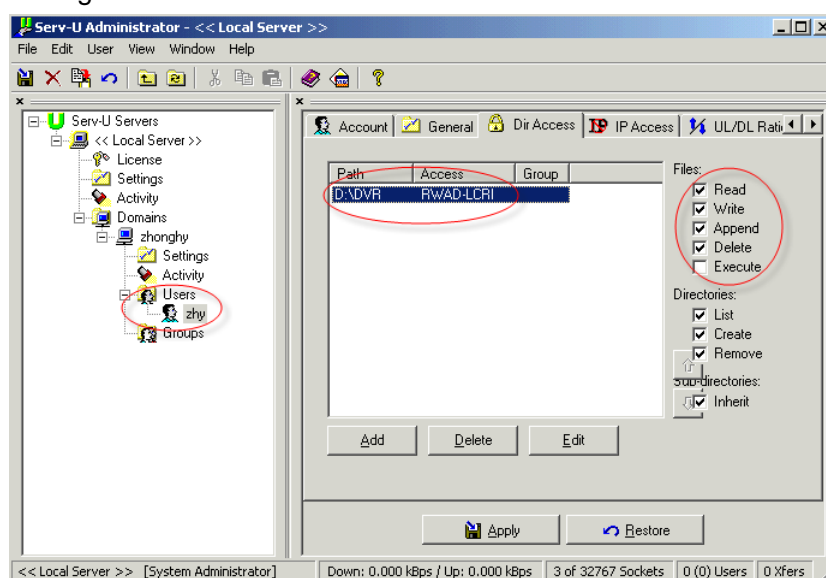 Serv-U Administrator - << Local Server >>
File Edit User View Window Help
Serv-U Servers
<< Local Server >>
License
Settings
Activity
Domains
zhonghy
Settings
Activity
Users
zhy
Groups
Account General Dir Access IP Access UL/DL Rati
Path Access Group
D:\DVR RWAD-LCRI
Files:
Read
Write
Append
Delete
Execute
Directories:
List
Create
Remove
Sub-directories:
Inherit
Add Delete Edit
Apply Restore
<< Local Server >> [System Administrator] Down: 0.000 kBps / Up: 0.000 kBps 3 of 32767 Sockets 0 (0) Users 0 Xfers